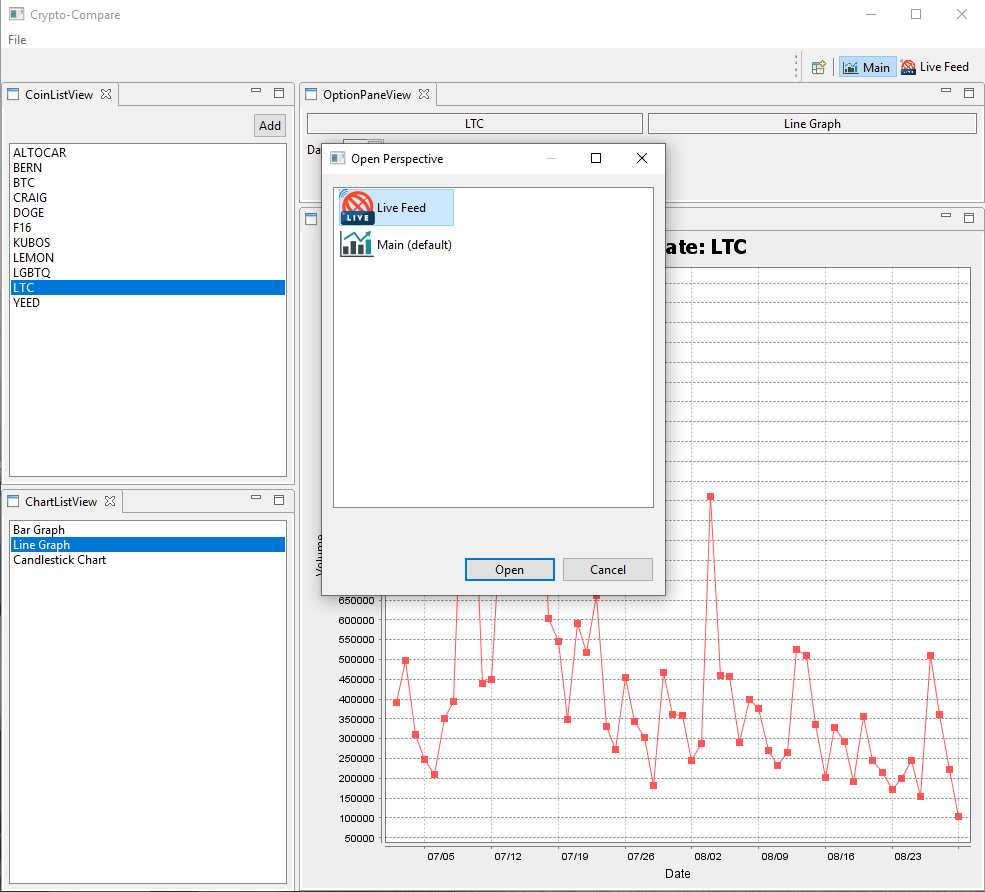 Crypto-Compare
File
Main
Live Feed
CoinListView
Add
ALTOCAR
BERN
BTC
CRAIG
DOGE
F16
KUBOS
LEMON
LGBTQ
LTC
YEED
ChartListView
Bar Graph
Line Graph
Candlestick Chart
OptionPaneView
LTC
Line Graph
Da
Open Perspective
LIVE
Live Feed
Main (default)
Open
Cancel
ate: LTC
Volume
650000
600000
550000
500000
450000
400000
350000
300000
250000
200000
150000
100000
50000
07/05
07/12
07/19
07/26
08/02
08/09
08/16
08/23
Date